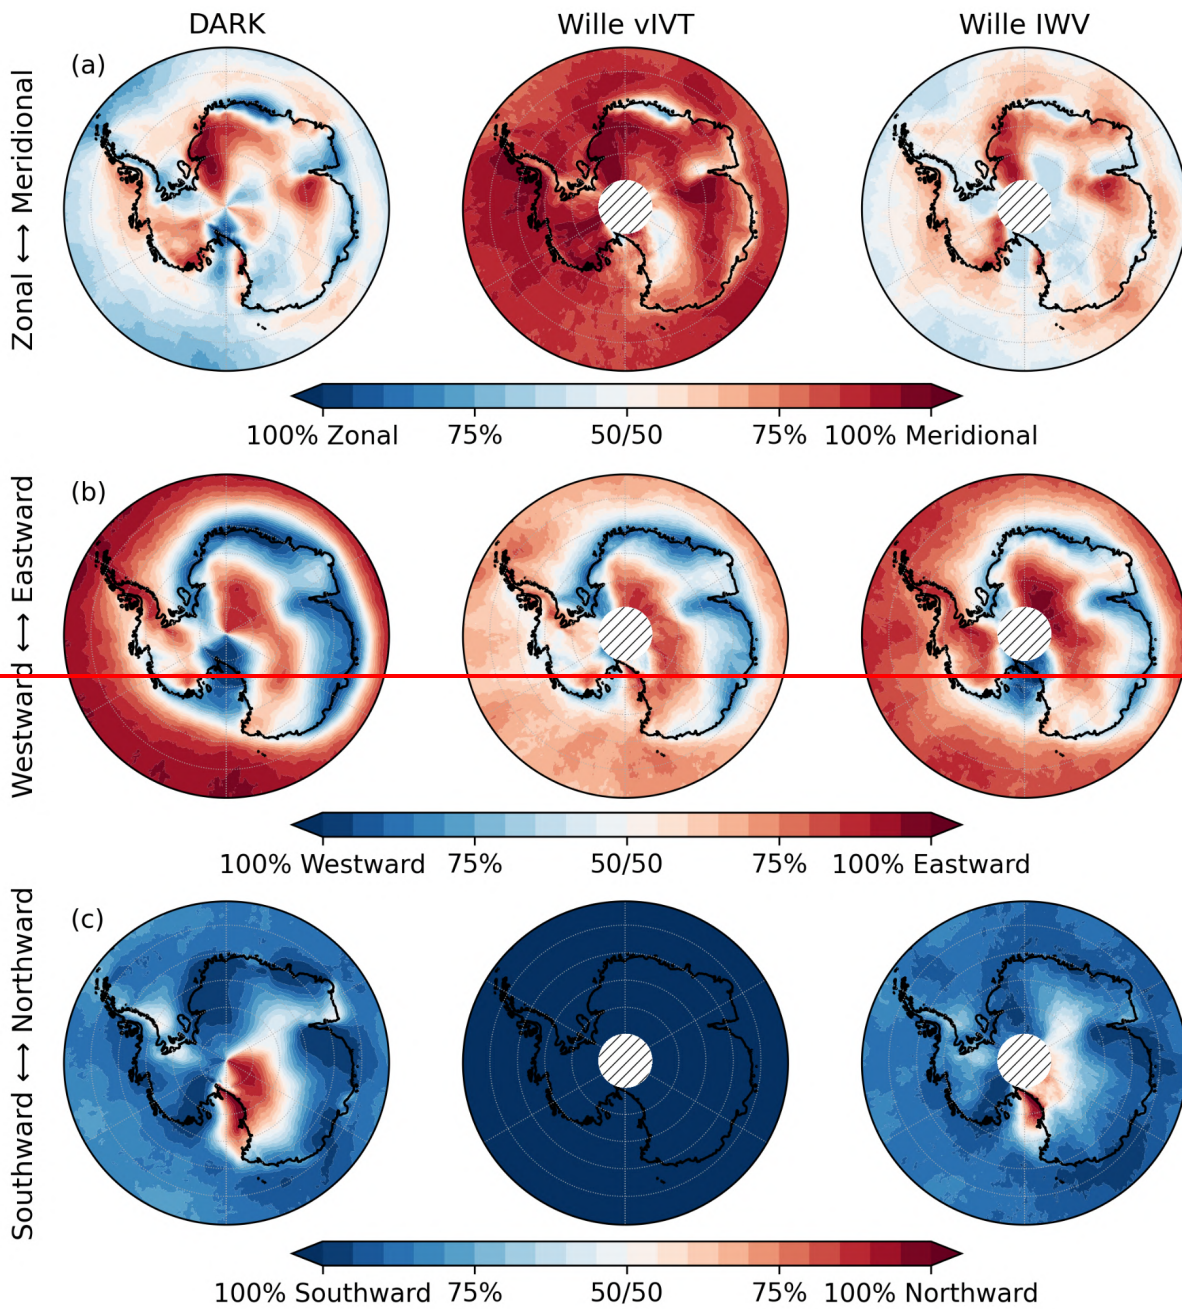 DARK
Wille vIVT
Wille IWV
(a)
Zonal ⟷ Meridional
100% Zonal
75%
50/50
75%
100% Meridional
(b)
Westward ⟷ Eastward
100% Westward
75%
50/50
75%
100% Eastward
(c)
Southward ⟷ Northward
100% Southward
75%
50/50
75%
100% Northward